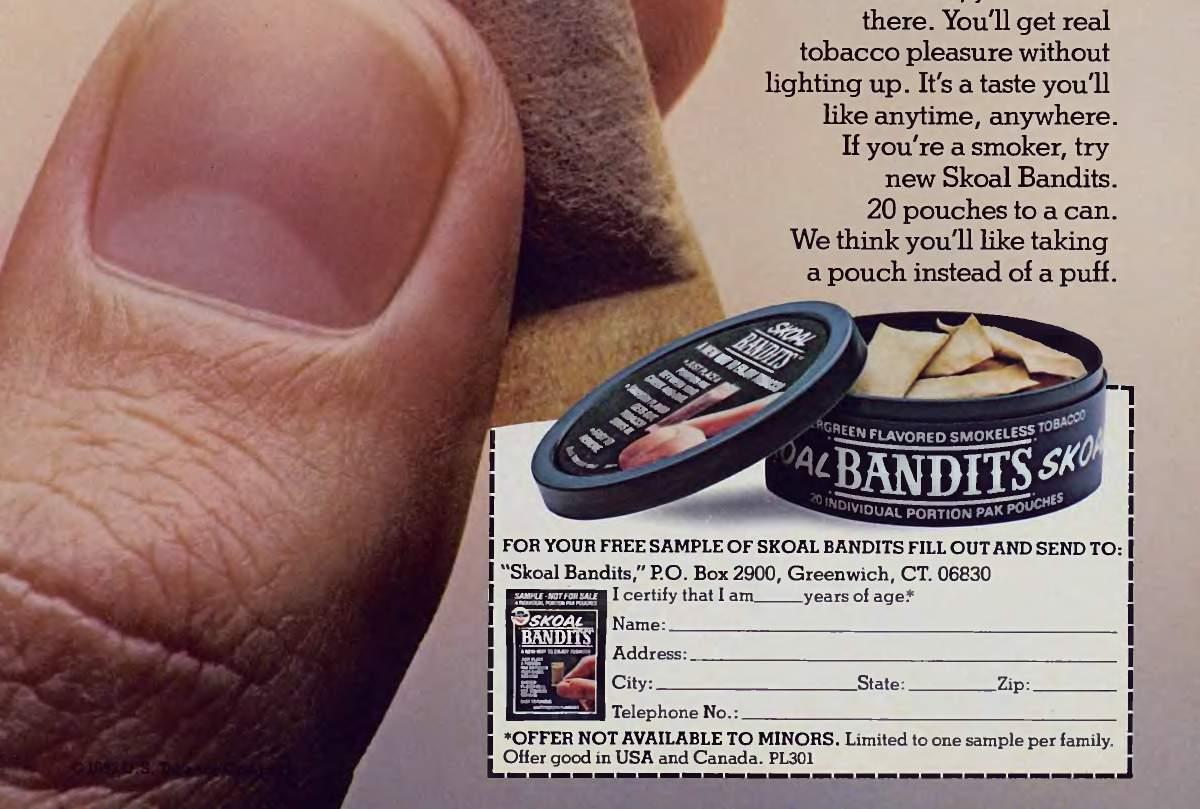 there. You'll get real
tobacco pleasure without
lighting up. It's a taste you'll
like anytime, anywhere.
If you're a smoker, try
new Skoal Bandits.
20 pouches to a can.
We think you'll like taking
a pouch instead of a puff.
SKOAL
BANDITS
RGREEN FLAVORED SMOKELESS TOBACCO
OAL BANDITS SKOA
20 INDIVIDUAL PORTION PAK POUCHES
FOR YOUR FREE SAMPLE OF SKOAL BANDITS FILL OUT AND SEND TO:
"Skoal Bandits," P.O. Box 2900, Greenwich, CT. 06830
SAMPLE - NOT FOR SALE
SKOAL
BANDITS
I certify that I am____years of age.*
Name:
Address:
City: State: Zip:
Telephone No.:
*OFFER NOT AVAILABLE TO MINORS. Limited to one sample per family.
Offer good in USA and Canada. PL301